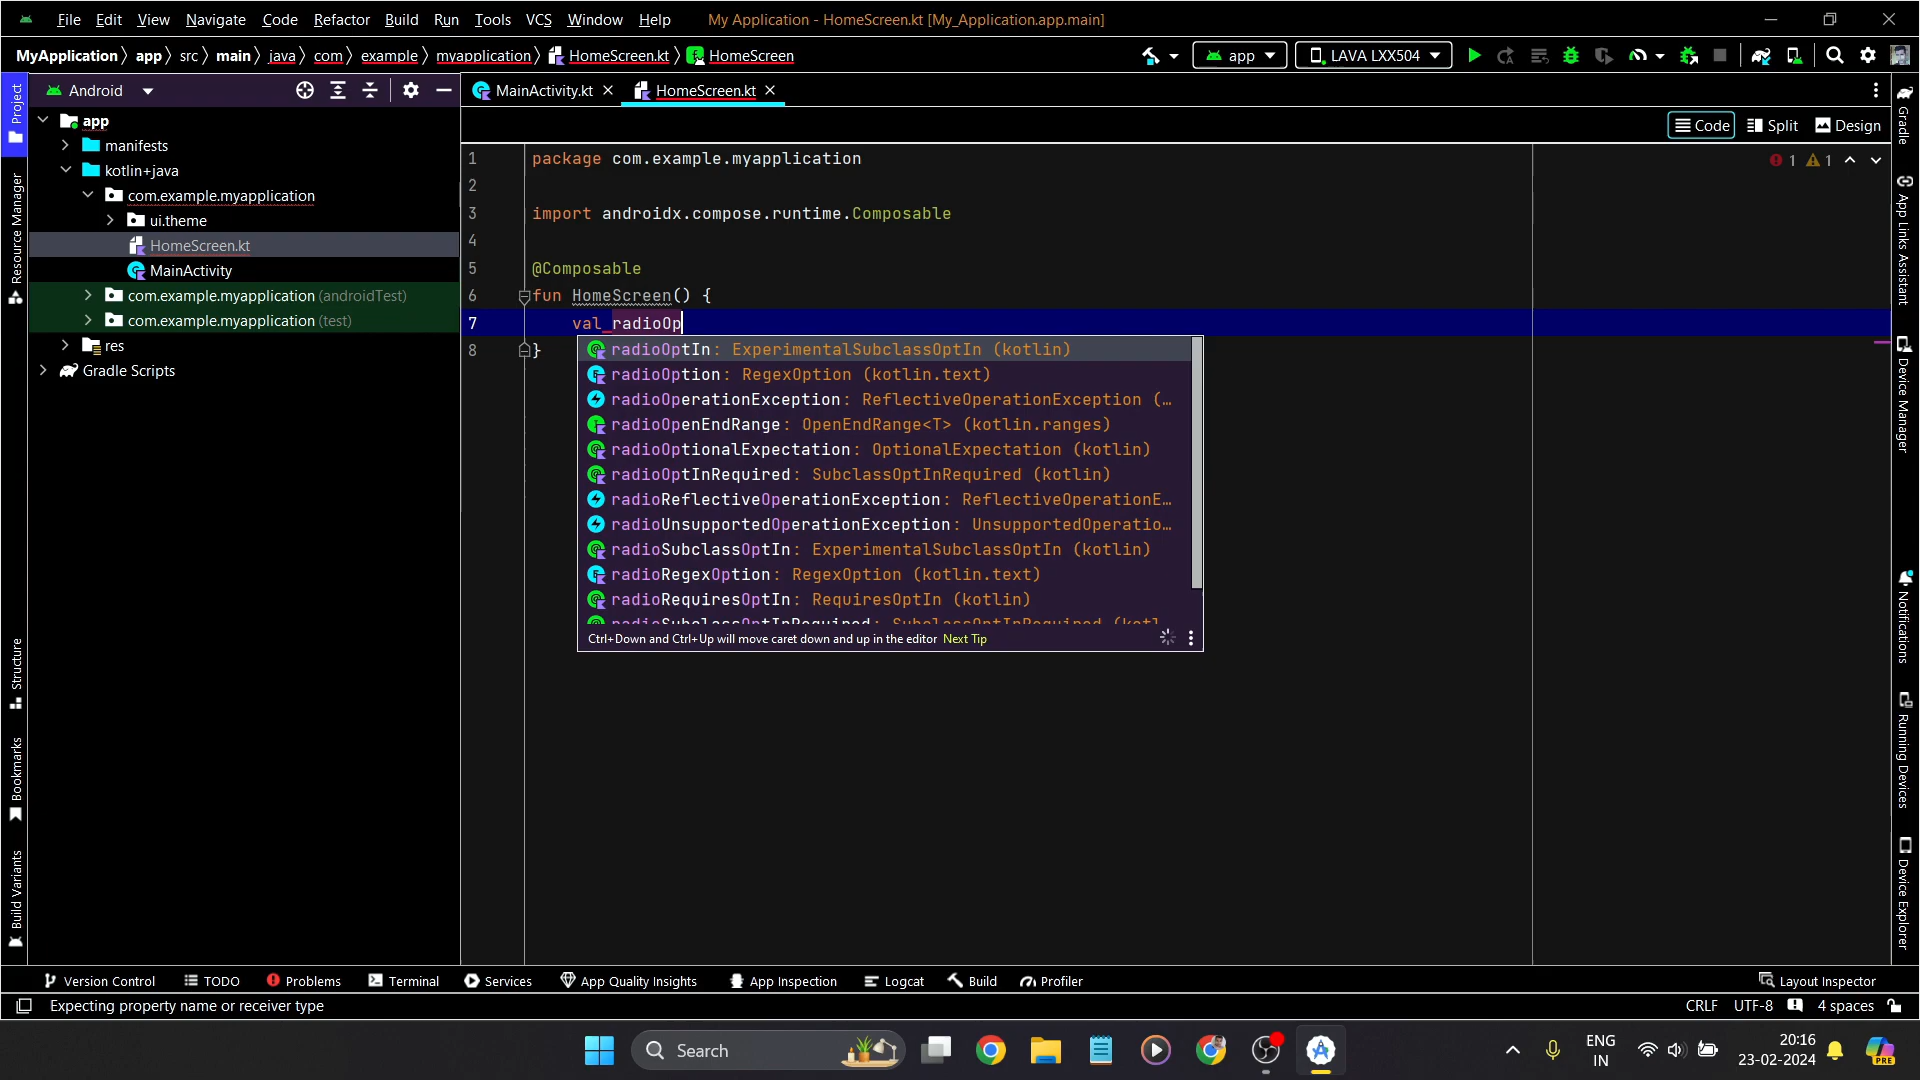 File Edit View Navigate Code Refactor Build Run Tools VCS Window Help My Application - HomeScreen.kt [My_Application.app.main]
MyApplication app src main java com example myapplication HomeScreen.kt HomeScreen app LAVA LXX504
Android
MainActivity.kt HomeScreen.kt
Code Split Design
Project
Resource Manager
Structure
Bookmarks
Build Variants
app
manifests
kotlin+java
com.example.myapplication
ui.theme
HomeScreen.kt
MainActivity
com.example.myapplication (androidTest)
com.example.myapplication (test)
res
Gradle Scripts
1 package com.example.myapplication
1 1
2
3 import androidx.compose.runtime.Composable
4
5 @Composable
6 fun HomeScreen() {
7 val radioOp
8 }
radioOptIn: ExperimentalSubclassOptIn (kotlin)
radioOption: RegexOption (kotlin.text)
radioOperationException: ReflectiveOperationException (…
radioOpenEndRange: OpenEndRange<T> (kotlin.ranges)
radioOptionalExpectation: OptionalExpectation (kotlin)
radioOptInRequired: SubclassOptInRequired (kotlin)
radioReflectiveOperationException: ReflectiveOperationE…
radioUnsupportedOperationException: UnsupportedOperatio…
radioSubclassOptIn: ExperimentalSubclassOptIn (kotlin)
radioRegexOption: RegexOption (kotlin.text)
radioRequiresOptIn: RequiresOptIn (kotlin)
radioSubclassOptInRequired: SubclassOptInRequired (kotl
Ctrl+Down and Ctrl+Up will move caret down and up in the editor Next Tip
Gradle
App Links Assistant
Device Manager
Notifications
Running Devices
Device Explorer
Version Control TODO Problems Terminal Services App Quality Insights App Inspection Logcat Build Profiler Layout Inspector
Expecting property name or receiver type CRLF UTF-8 4 spaces
Search
ENG
IN
20:16
23-02-2024
PRE